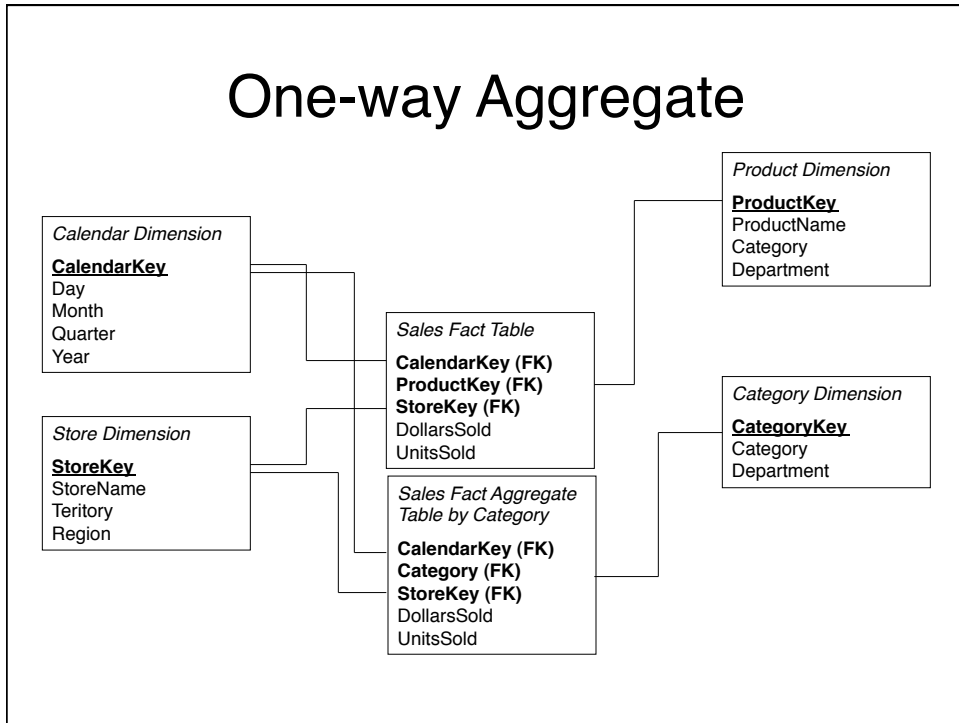 One-way Aggregate
Calendar Dimension
CalendarKey
Day
Month
Quarter
Year
Store Dimension
StoreKey
StoreName
Teritory
Region
Sales Fact Table
CalendarKey (FK)
ProductKey (FK)
StoreKey (FK)
DollarsSold
UnitsSold
Sales Fact Aggregate
Table by Category
CalendarKey (FK)
Category (FK)
StoreKey (FK)
DollarsSold
UnitsSold
Product Dimension
ProductKey
ProductName
Category
Department
Category Dimension
CategoryKey
Category
Department